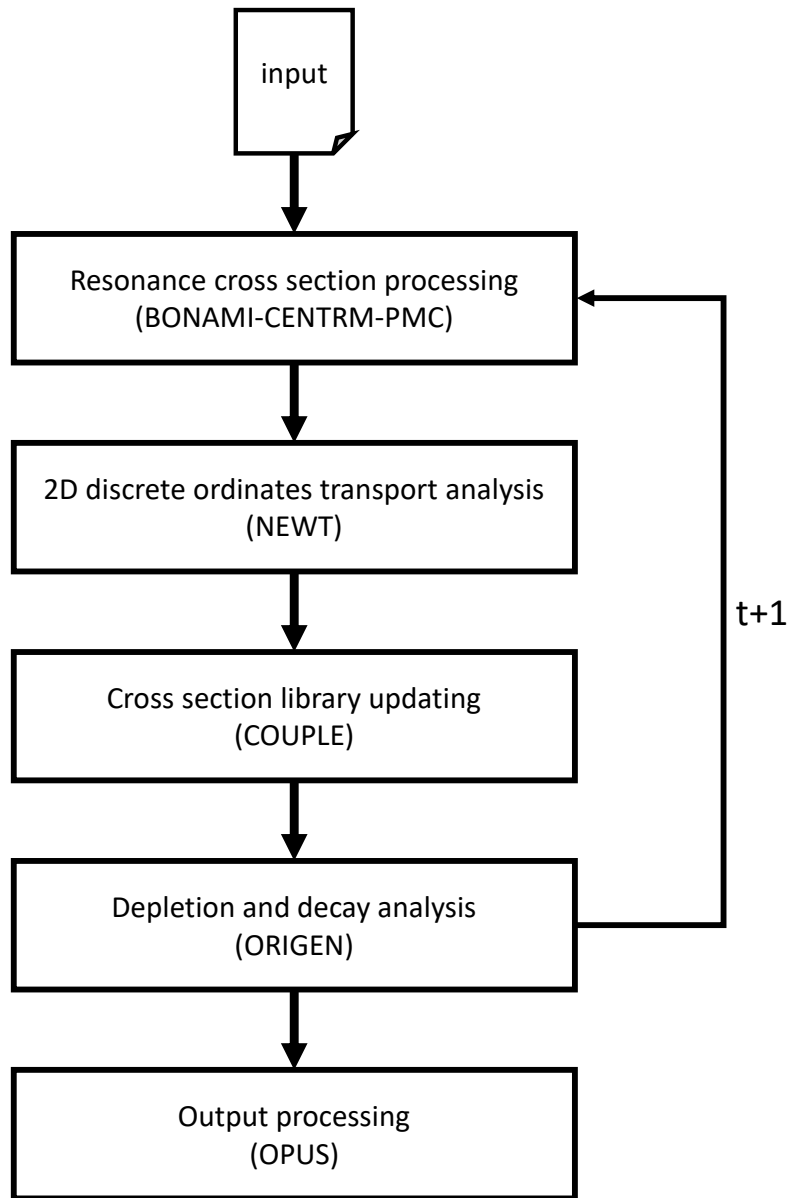 input
Resonance cross section processing
(BONAMI-CENTRM-PMC)
2D discrete ordinates transport analysis
(NEWT)
Cross section library updating
(COUPLE)
t+1
Depletion and decay analysis
(ORIGEN)
Output processing
(OPUS)